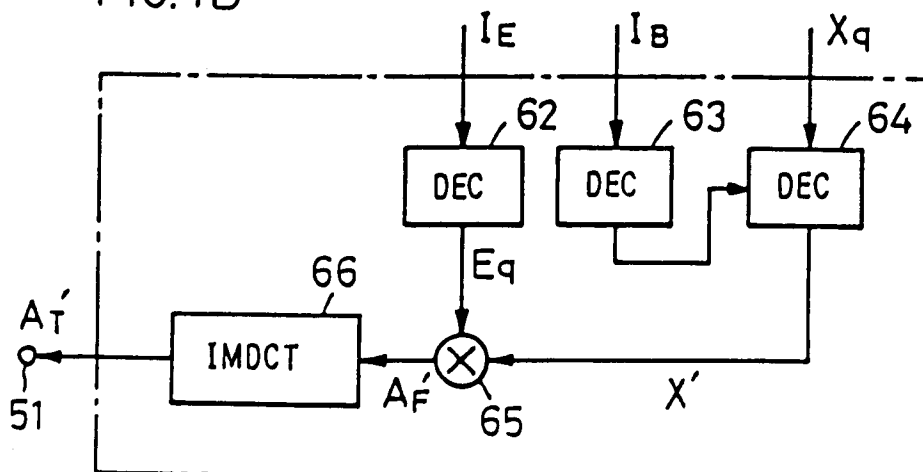 I_E
I_B
X_q
62
63
64
DEC
DEC
DEC
E_q
66
A_T'
IMDCT
A_F'
X'
51
65